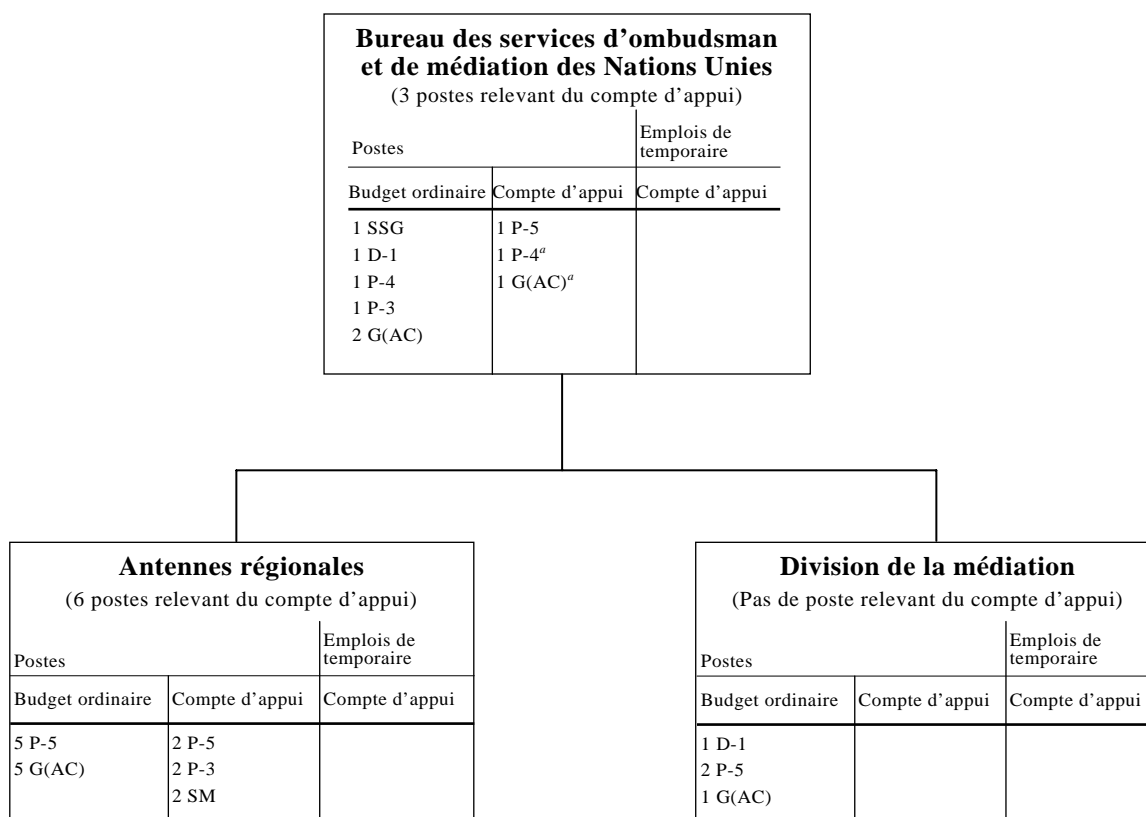 Bureau des services d'ombudsman
et de médiation des Nations Unies
(3 postes relevant du compte d'appui)
Postes
Emplois de
temporaire
Budget ordinaire Compte d'appui Compte d'appui
1 SSG 1 P-5
1 D-1 1 P-4a
1 P-4 1 G(AC)a
1 P-3
2 G(AC)
Antennes régionales
(6 postes relevant du compte d'appui)
Postes
Emplois de
temporaire
Budget ordinaire Compte d'appui Compte d'appui
5 P-5 2 P-5
5 G(AC) 2 P-3
2 SM
Division de la médiation
(Pas de poste relevant du compte d'appui)
Postes
Emplois de
temporaire
Budget ordinaire Compte d'appui Compte d'appui
1 D-1
2 P-5
1 G(AC)